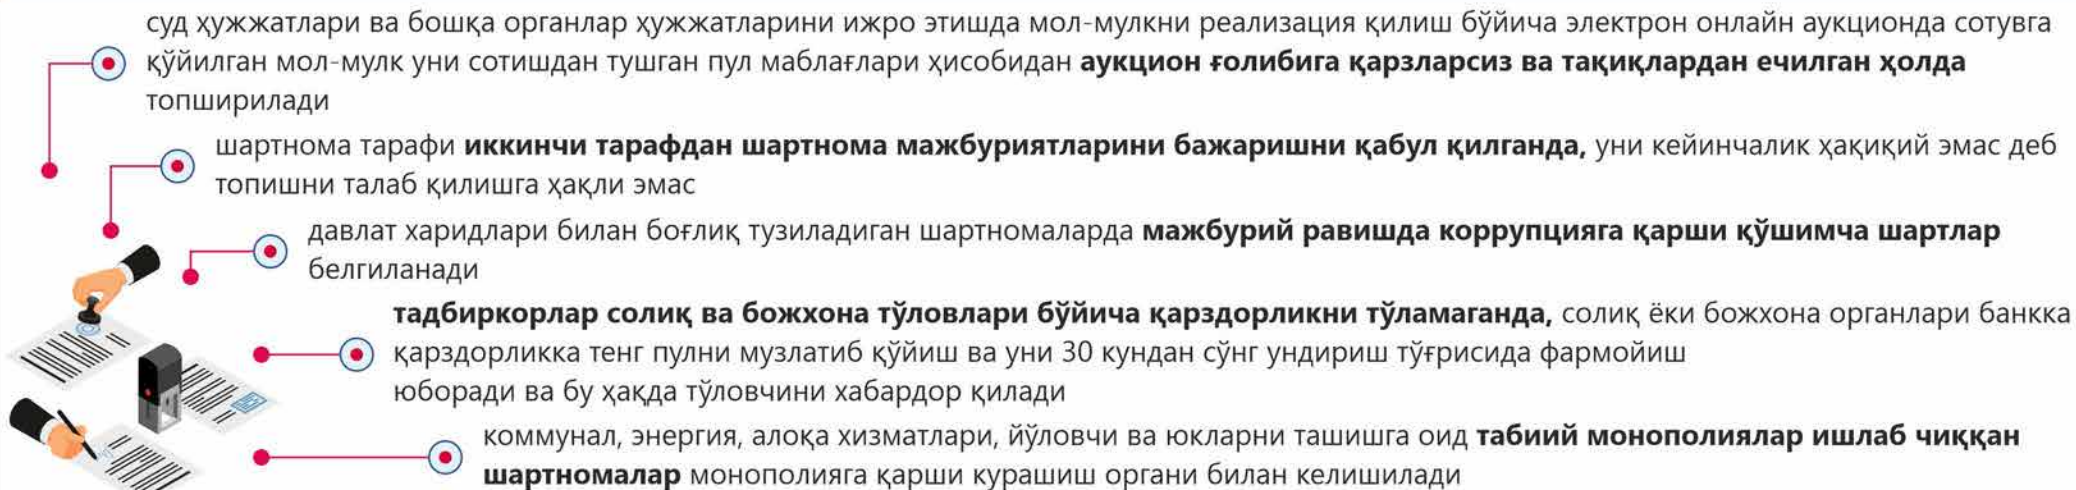 суд ҳужжатлари ва бошқа органлар ҳужжатларини ижро этишда мол-мулкни реализация қилиш бўйича электрон онлайн аукционда сотувга
қўйилган мол-мулк уни сотишдан тушган пул маблағлари ҳисобидан аукцион ғолибига қарзларсиз ва тақиқлардан ечилган ҳолда
топширилади
шартнома тарафи иккинчи тарафдан шартнома мажбуриятларини бажаришни қабул қилганда, уни кейинчалик ҳақиқий эмас деб
топишни талаб қилишга ҳақли эмас
давлат харидлари билан боғлиқ тузиладиган шартномаларда мажбурий равишда коррупцияга қарши қўшимча шартлар
белгиланади
тадбиркорлар солиқ ва божхона тўловлари бўйича қарздорликни тўламаганда, солиқ ёки божхона органлари банкка
қарздорликка тенг пулни музлатиб қўйиш ва уни 30 кундан сўнг ундириш тўғрисида фармойиш
юборади ва бу ҳақда тўловчини хабардор қилади
коммунал, энергия, алоқа хизматлари, йўловчи ва юкларни ташишга оид табиий монополиялар ишлаб чиққан
шартномалар монополияга қарши курашиш органи билан келишилади